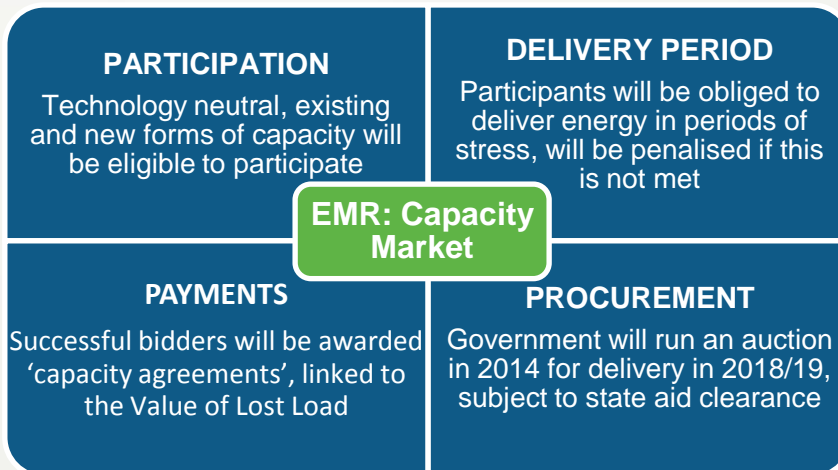 PARTICIPATION
Technology neutral, existing
and new forms of capacity will
be eligible to participate
DELIVERY PERIOD
Participants will be obliged to
deliver energy in periods of
stress, will be penalised if this
is not met
EMR: Capacity
Market
PAYMENTS
Successful bidders will be awarded
‘capacity agreements’, linked to
the Value of Lost Load
PROCUREMENT
Government will run an auction
in 2014 for delivery in 2018/19,
subject to state aid clearance